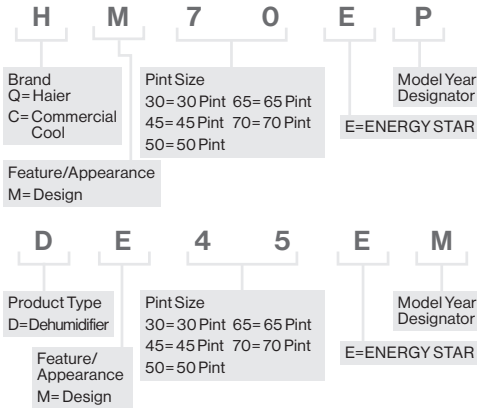 H M 7 0 E P
Brand
Q=Haier
C=Commercial
Cool
Feature/Appearance
M=Design
Pint Size
30=30 Pint 65=65 Pint
45=45 Pint 70=70 Pint
50=50 Pint
Model Year
Designator
E=ENERGY STAR
D E 4 5 E M
Product Type
D=Dehumidifier
Feature/
Appearance
M=Design
Pint Size
30=30 Pint 65=65 Pint
45=45 Pint 70=70 Pint
50=50 Pint
Model Year
Designator
E=ENERGY STAR